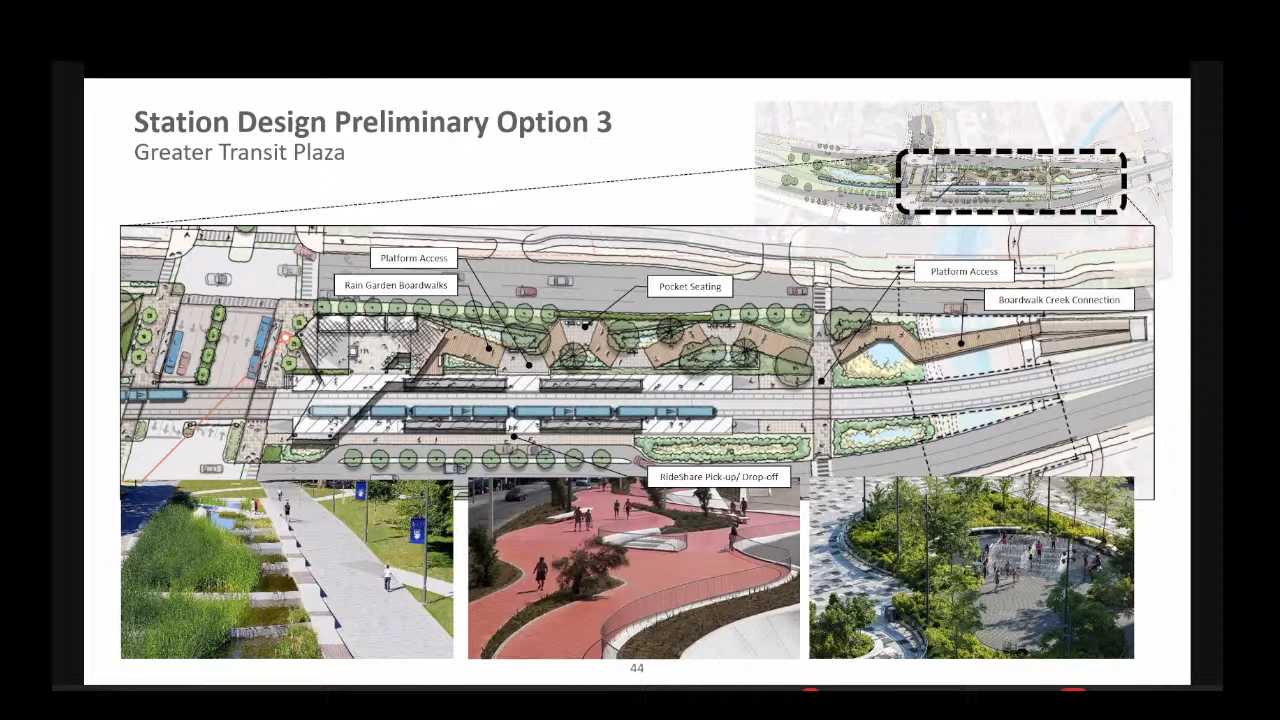 Station Design Preliminary Option 3
Greater Transit Plaza
Platform Access
Rain Garden Boardwalks
Pocket Seating
Platform Access
Boardwalk Creek Connection
RideShare Pick-up/ Drop-off
44